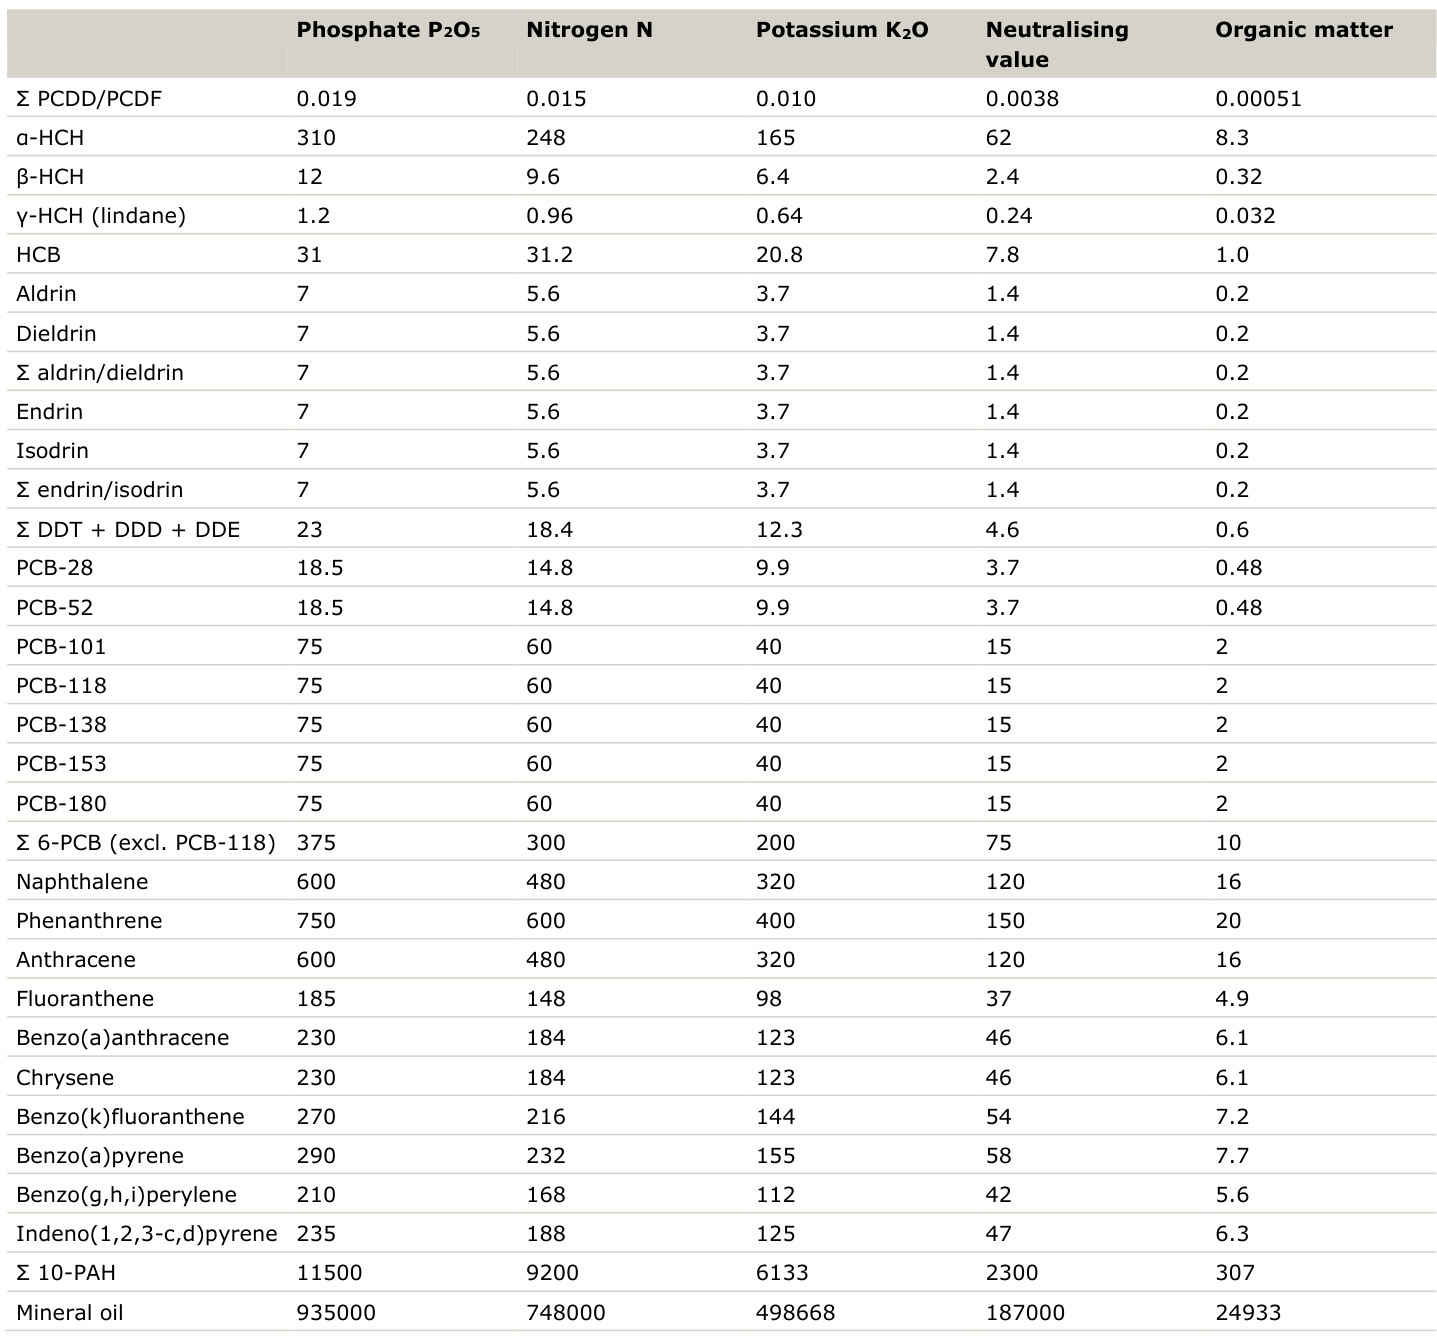 Phosphate P₂O₅ Nitrogen N Potassium K₂O Neutralising value Organic matter
Σ PCDD/PCDF 0.019 0.015 0.010 0.0038 0.00051
α-HCH 310 248 165 62 8.3
β-HCH 12 9.6 6.4 2.4 0.32
γ-HCH (lindane) 1.2 0.96 0.64 0.24 0.032
HCB 31 31.2 20.8 7.8 1.0
Aldrin 7 5.6 3.7 1.4 0.2
Dieldrin 7 5.6 3.7 1.4 0.2
Σ aldrin/dieldrin 7 5.6 3.7 1.4 0.2
Endrin 7 5.6 3.7 1.4 0.2
Isodrin 7 5.6 3.7 1.4 0.2
Σ endrin/isodrin 7 5.6 3.7 1.4 0.2
Σ DDT + DDD + DDE 23 18.4 12.3 4.6 0.6
PCB-28 18.5 14.8 9.9 3.7 0.48
PCB-52 18.5 14.8 9.9 3.7 0.48
PCB-101 75 60 40 15 2
PCB-118 75 60 40 15 2
PCB-138 75 60 40 15 2
PCB-153 75 60 40 15 2
PCB-180 75 60 40 15 2
Σ 6-PCB (excl. PCB-118) 375 300 200 75 10
Naphthalene 600 480 320 120 16
Phenanthrene 750 600 400 150 20
Anthracene 600 480 320 120 16
Fluoranthene 185 148 98 37 4.9
Benzo(a)anthracene 230 184 123 46 6.1
Chrysene 230 184 123 46 6.1
Benzo(k)fluoranthene 270 216 144 54 7.2
Benzo(a)pyrene 290 232 155 58 7.7
Benzo(g,h,i)perylene 210 168 112 42 5.6
Indeno(1,2,3-c,d)pyrene 235 188 125 47 6.3
Σ 10-PAH 11500 9200 6133 2300 307
Mineral oil 935000 748000 498668 187000 24933